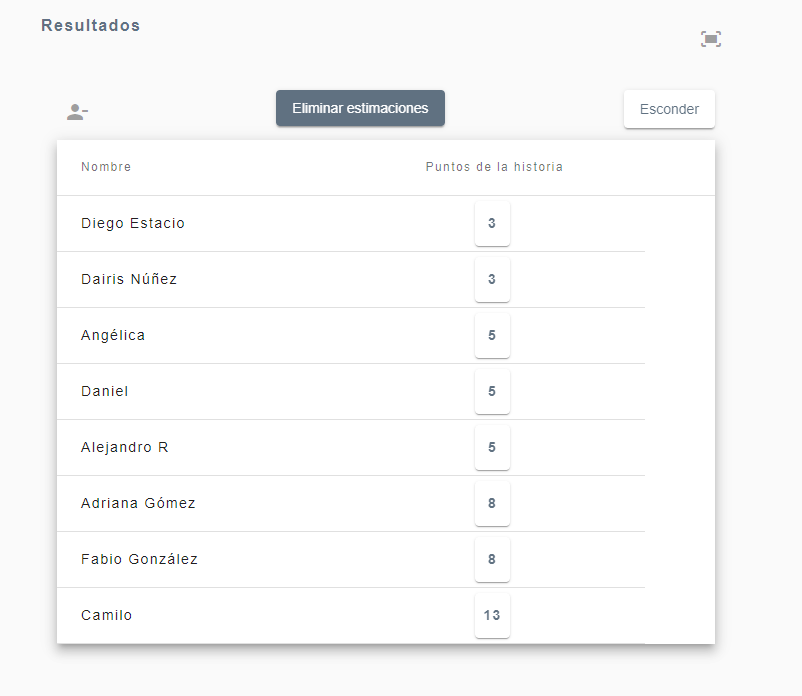 Resultados
Eliminar estimaciones
Esconder
Nombre Puntos de la historia
Diego Estacio 3
Dairis Núñez 3
Angélica 5
Daniel 5
Alejandro R 5
Adriana Gómez 8
Fabio González 8
Camilo 13